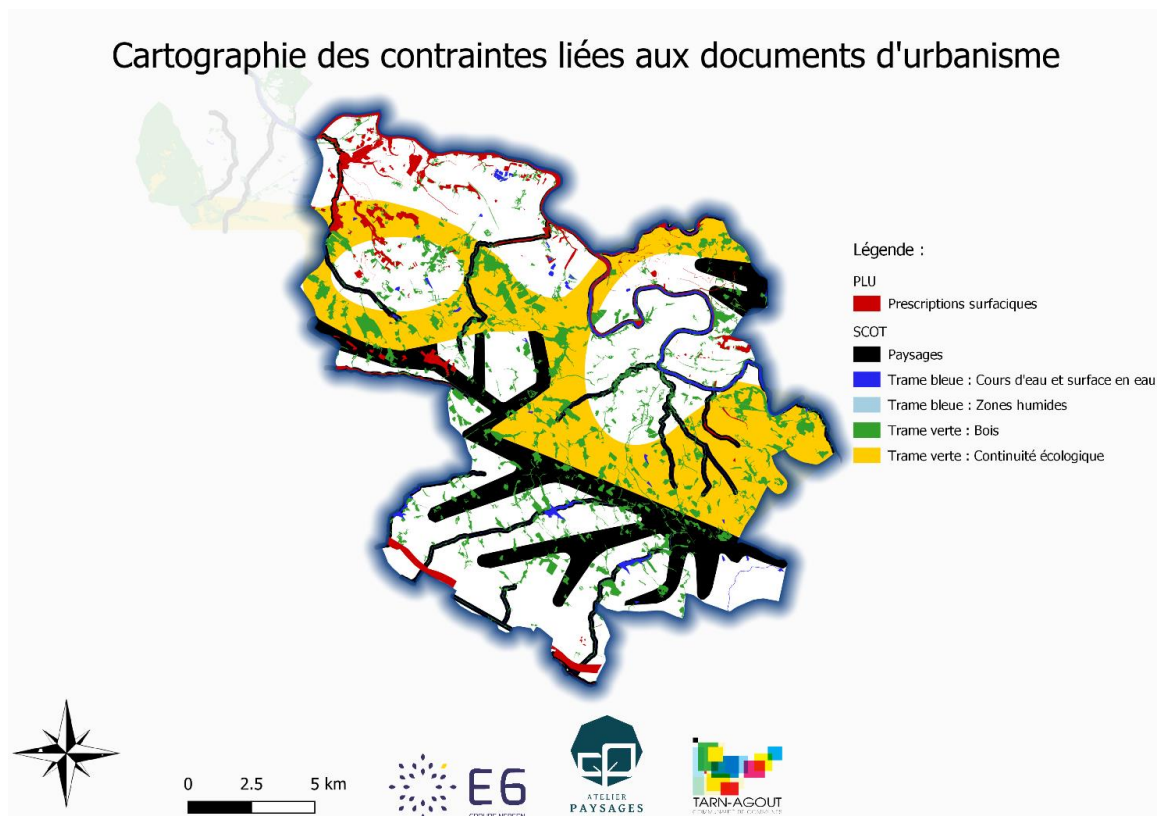 Cartographie des contraintes liées aux documents d'urbanisme
Légende :
PLU
Prescriptions surfaciques
SCOT
Paysages
Trame bleue : Cours d'eau et surface en eau
Trame bleue : Zones humides
Trame verte : Bois
Trame verte : Continuité écologique
0 2.5 5 km
E6
ATELIER
PAYSAGES
TARN-AGOUT